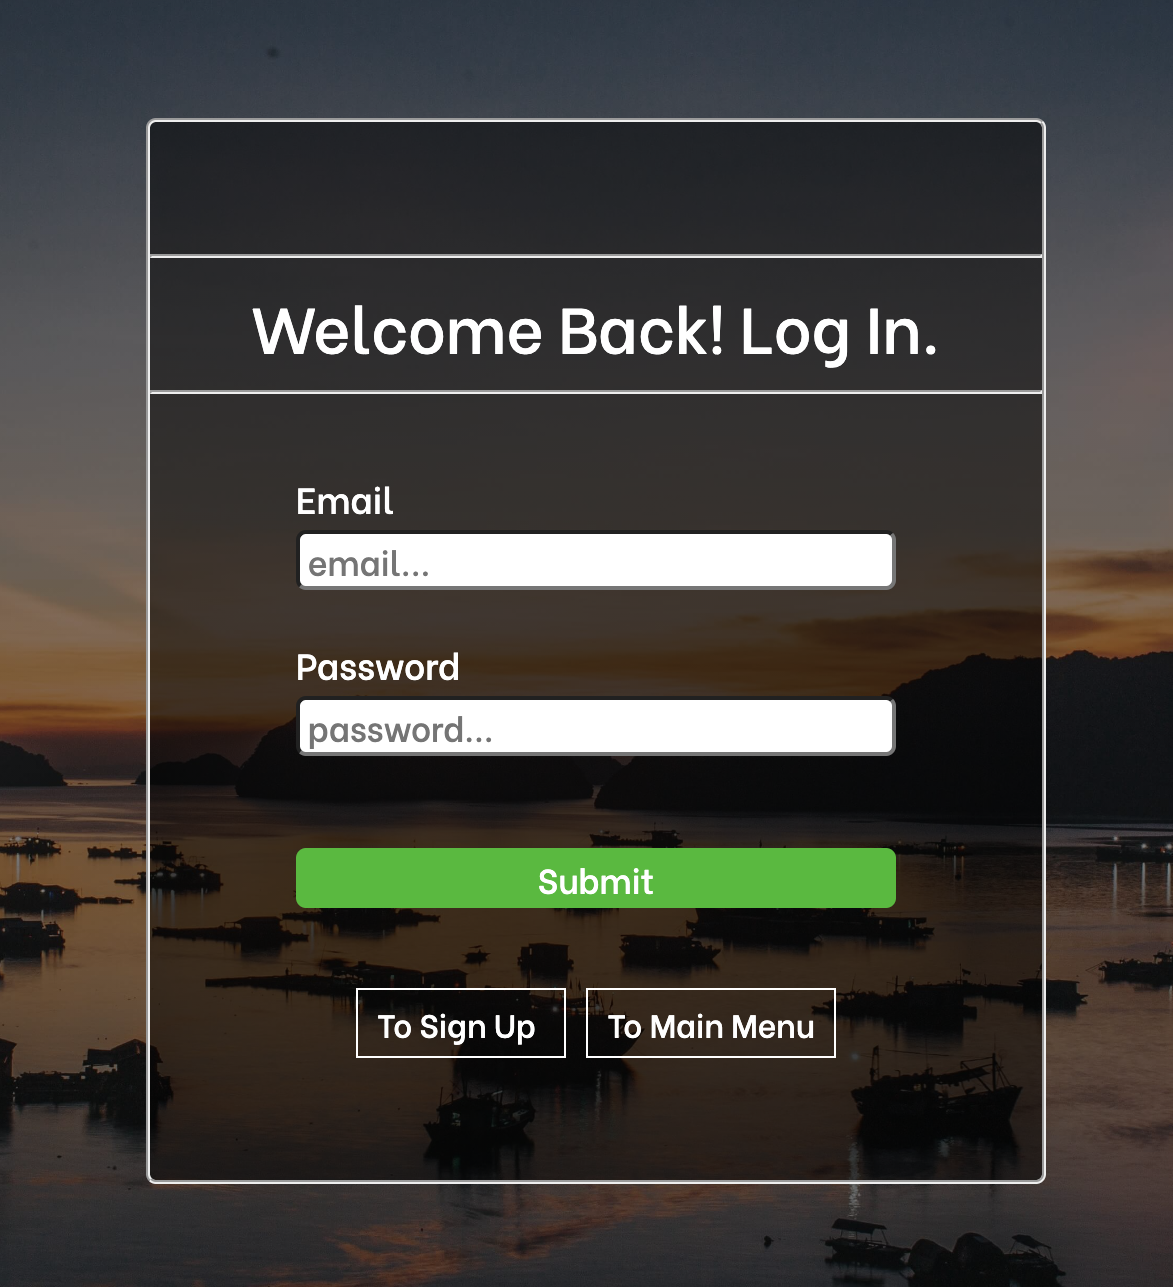 Welcome Back! Log In.
Email
email...
Password
password...
Submit
To Sign Up
To Main Menu